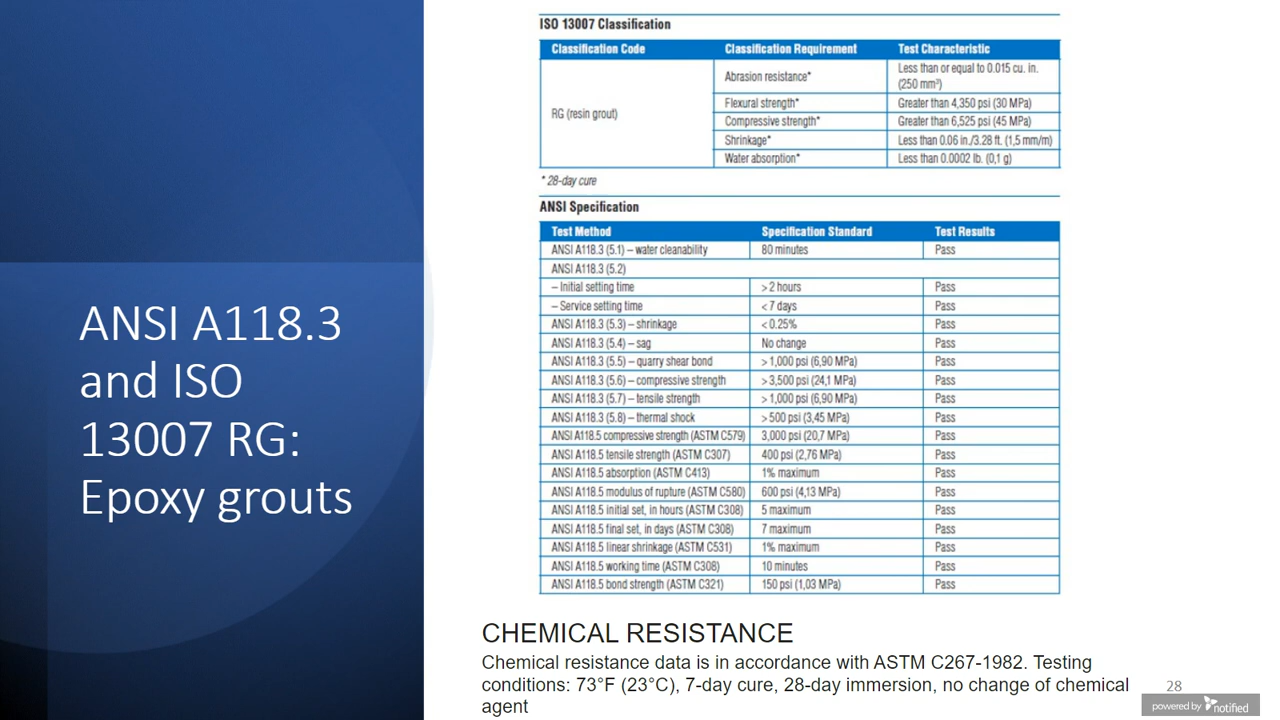 ANSI A118.3
and ISO
13007 RG:
Epoxy grouts
ISO 13007 Classification
Classification Code Classification Requirement Test Characteristic
RG (resin grout)
Abrasion resistance* Less than or equal to 0.015 cu. in. (250 mm³)
Flexural strength* Greater than 4,350 psi (30 MPa)
Compressive strength* Greater than 6,525 psi (45 MPa)
Shrinkage* Less than 0.06 in./3.28 ft. (1,5 mm/m)
Water absorption* Less than 0.0002 lb. (0,1 g)
* 28-day cure
ANSI Specification
Test Method Specification Standard Test Results
ANSI A118.3 (5.1) – water cleanability 80 minutes Pass
ANSI A118.3 (5.2)
– Initial setting time > 2 hours Pass
– Service setting time < 7 days Pass
ANSI A118.3 (5.3) – shrinkage < 0.25% Pass
ANSI A118.3 (5.4) – sag No change Pass
ANSI A118.3 (5.5) – quarry shear bond > 1,000 psi (6,90 MPa) Pass
ANSI A118.3 (5.6) – compressive strength > 3,500 psi (24,1 MPa) Pass
ANSI A118.3 (5.7) – tensile strength > 1,000 psi (6,90 MPa) Pass
ANSI A118.3 (5.8) – thermal shock > 500 psi (3,45 MPa) Pass
ANSI A118.5 compressive strength (ASTM C579) 3,000 psi (20,7 MPa) Pass
ANSI A118.5 tensile strength (ASTM C307) 400 psi (2,76 MPa) Pass
ANSI A118.5 absorption (ASTM C413) 1% maximum Pass
ANSI A118.5 modulus of rupture (ASTM C580) 600 psi (4,13 MPa) Pass
ANSI A118.5 initial set, in hours (ASTM C308) 5 maximum Pass
ANSI A118.5 final set, in days (ASTM C308) 7 maximum Pass
ANSI A118.5 linear shrinkage (ASTM C531) 1% maximum Pass
ANSI A118.5 working time (ASTM C308) 10 minutes Pass
ANSI A118.5 bond strength (ASTM C321) 150 psi (1,03 MPa) Pass
CHEMICAL RESISTANCE
Chemical resistance data is in accordance with ASTM C267-1982. Testing
conditions: 73°F (23°C), 7-day cure, 28-day immersion, no change of chemical
agent
28
powered by notified